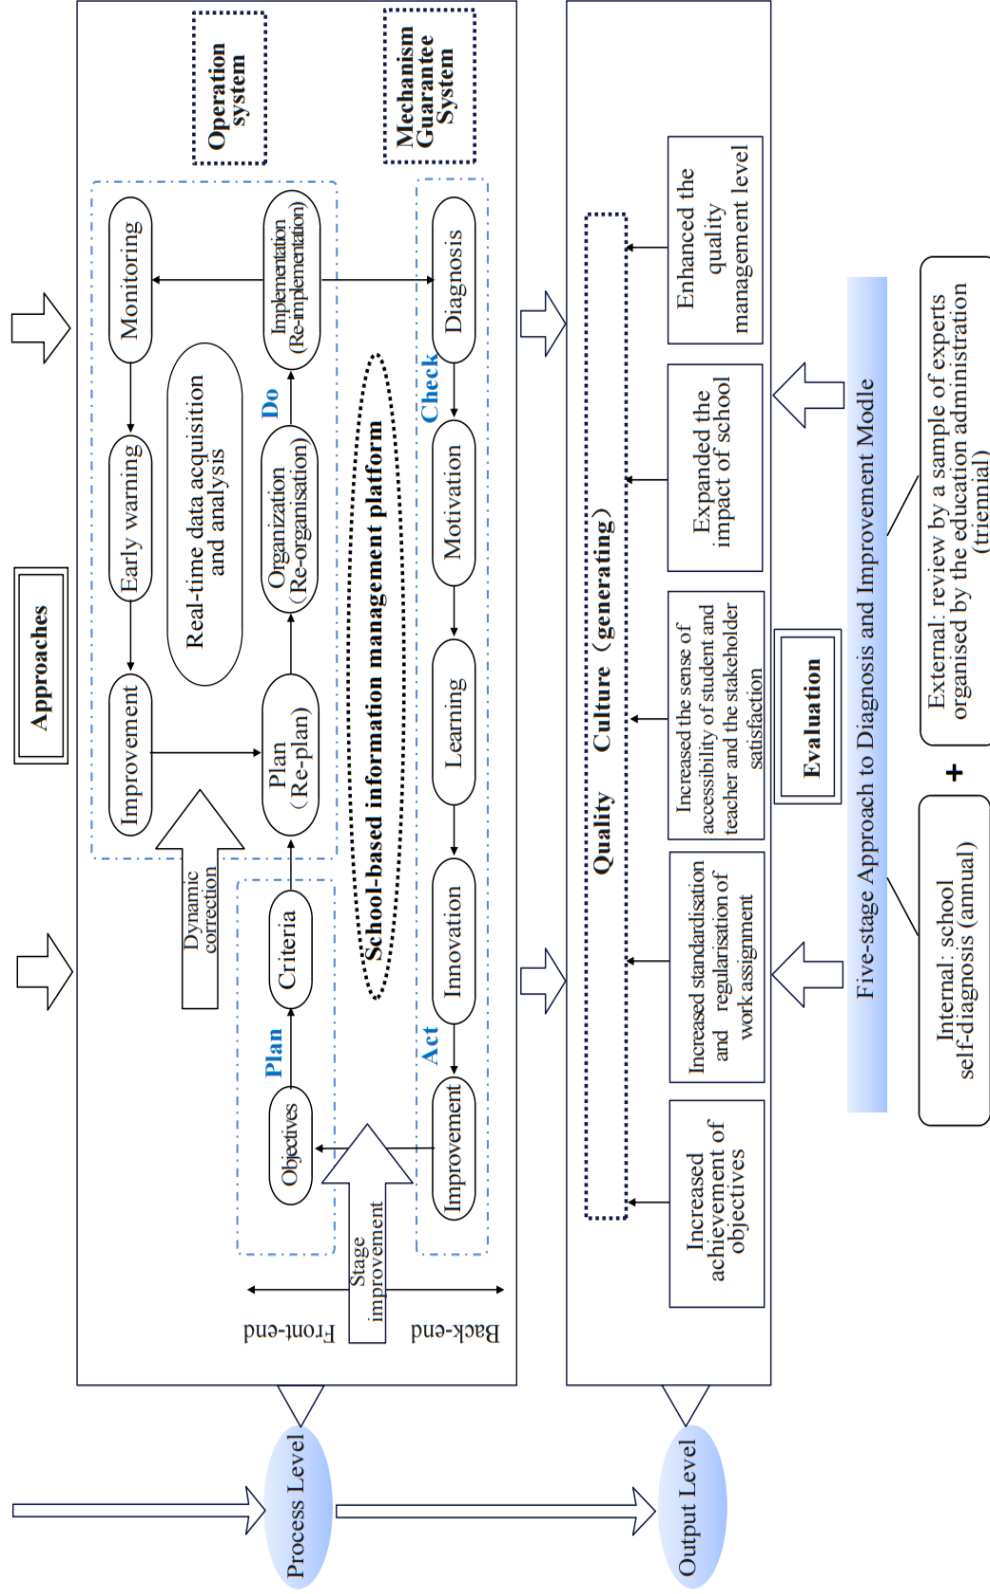 Approaches
Process Level
Front-end
Back-end
Improvement
Early warning
Monitoring
Operation
system
Real-time data acquisition
and analysis
Dynamic
correction
Plan
Objectives
Criteria
Plan
(Re-plan)
Organization
(Re-organisation)
Do
Implementation
(Re-implementation)
School-based information management platform
Stage
improvement
Act
Check
Improvement
Innovation
Learning
Motivation
Diagnosis
Mechanism
Guarantee
System
Output Level
Quality Culture (generating)
Increased
achievement of
objectives
Increased standardisation
and regularisation of
work assignment
Increased the sense of
accessibility of student and
teacher and the stakeholder
satisfaction
Expanded the
impact of school
Enhanced the
quality
management level
Evaluation
Five-stage Approach to Diagnosis and Improvement Modle
Internal: school
self-diagnosis (annual)
+
External: review by a sample of experts
organised by the education administration
(triennial)